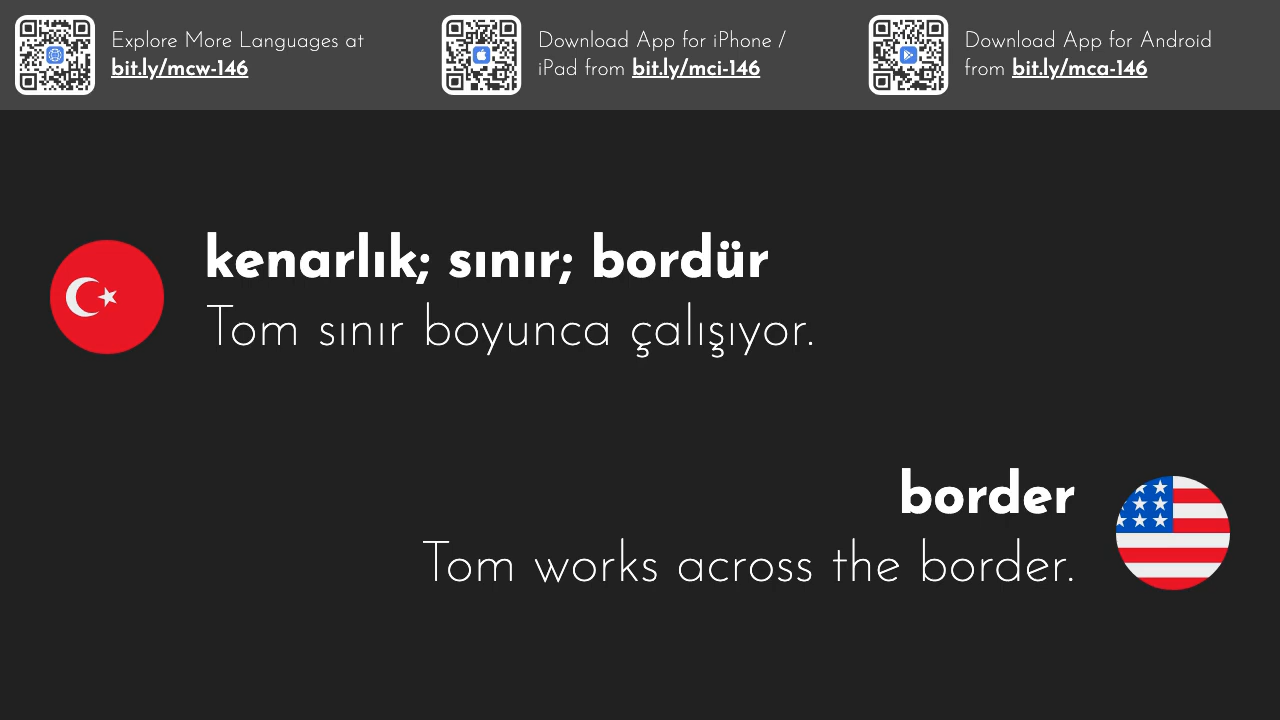 Explore More Languages at
bit.ly/mcw-146
Download App for iPhone /
iPad from bit.ly/mci-146
Download App for Android
from bit.ly/mca-146
kenarlık; sınır; bordür
Tom sınır boyunca çalışıyor.
border
Tom works across the border.